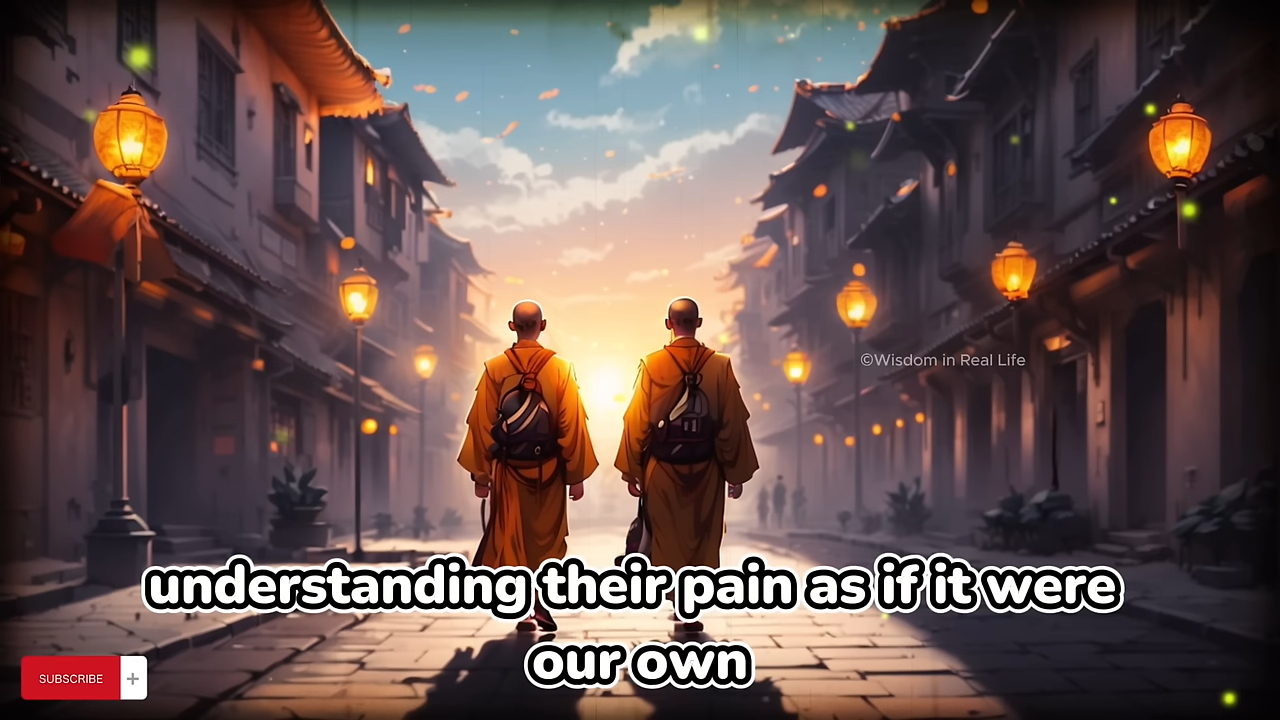 ©Wisdom in Real Life
understanding their pain as if it were
our own
SUBSCRIBE +